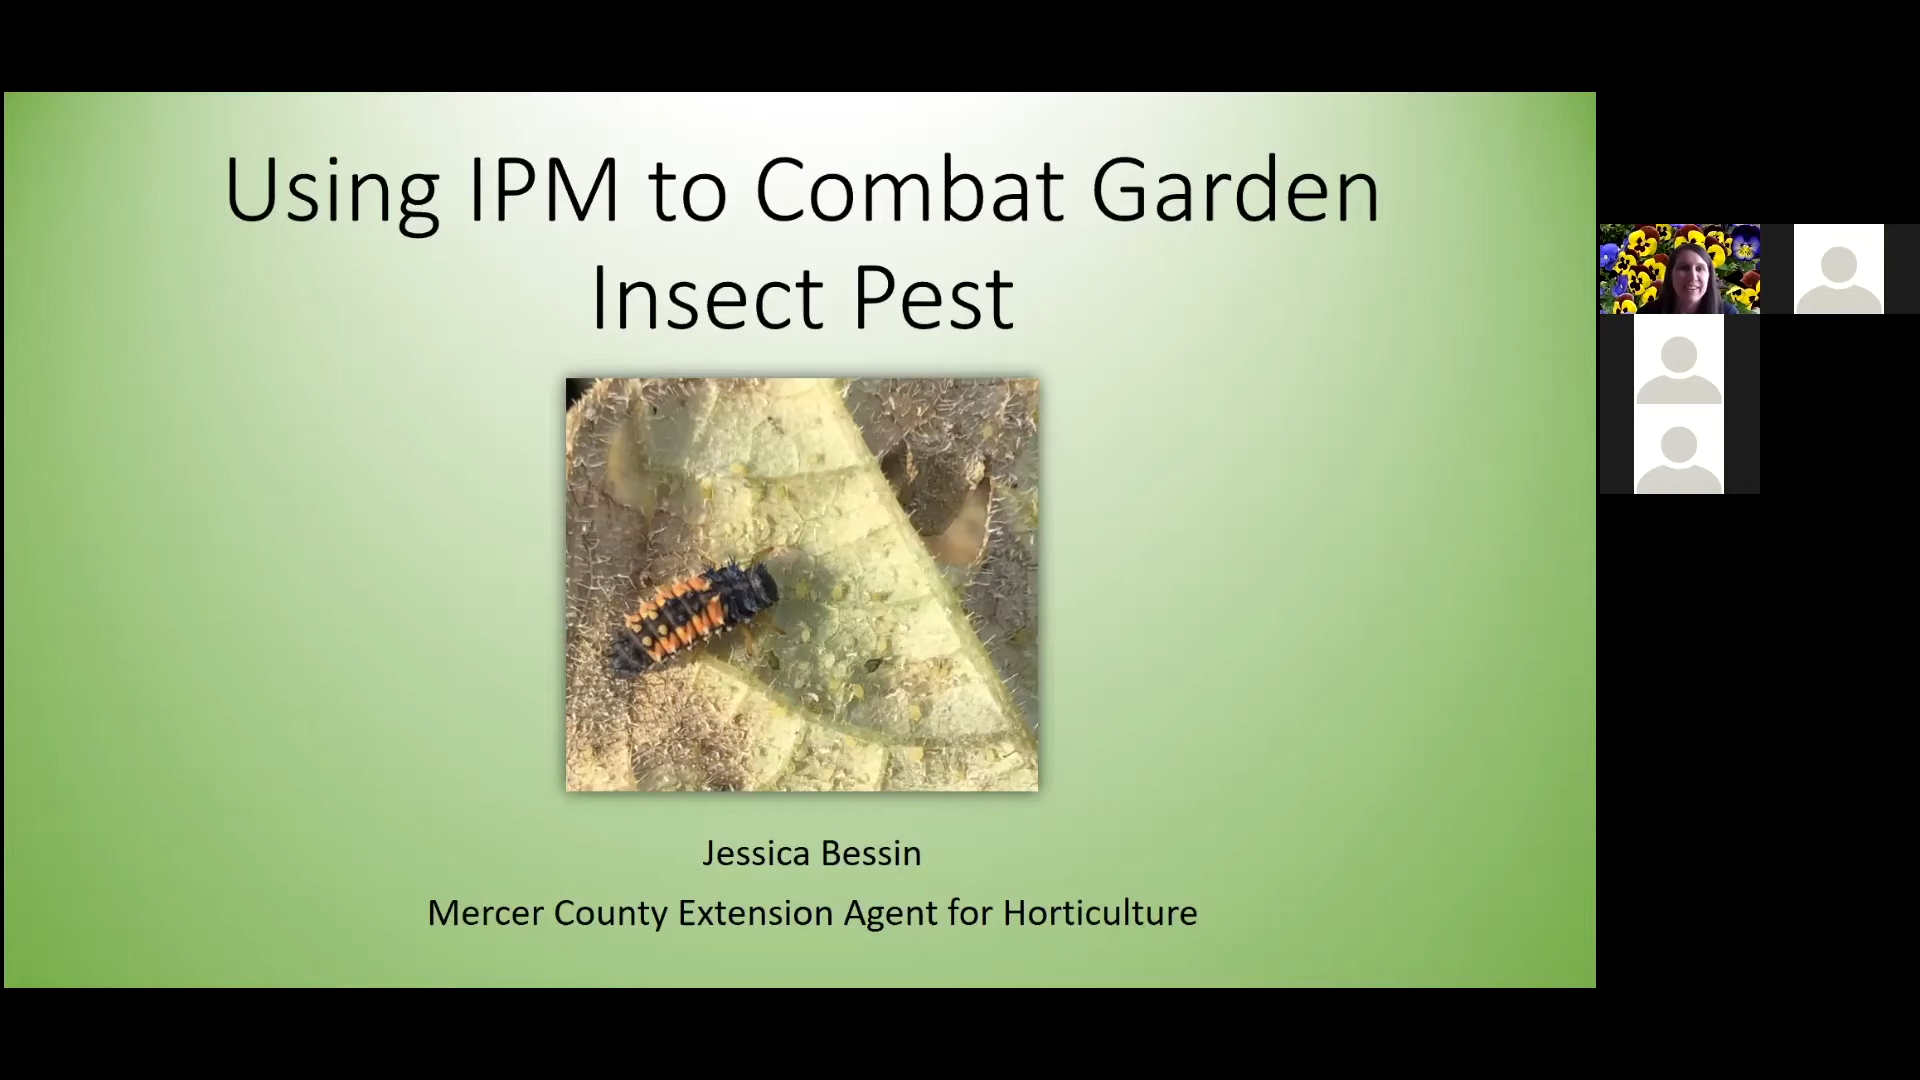 Using IPM to Combat Garden
Insect Pest
Jessica Bessin
Mercer County Extension Agent for Horticulture